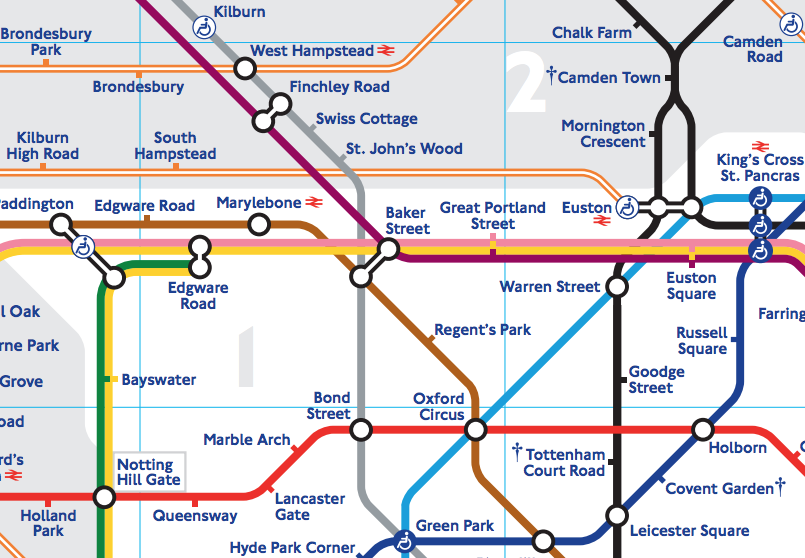 Kilburn
Brondesbury
Park
West Hampstead
Chalk Farm
Camden
Road
Brondesbury
Finchley Road
2
†Camden Town
Swiss Cottage
Mornington
Crescent
Kilburn
High Road
South
Hampstead
St. John's Wood
King's Cross
St. Pancras
addington
Edgware Road
Marylebone
Baker
Street
Great Portland
Street
Euston
Edgware
Road
Warren Street
Euston
Square
l Oak
Farring
1
Regent's Park
rne Park
Russell
Square
Grove
Bayswater
Goodge
Street
Bond
Street
Oxford
Circus
oad
Marble Arch
Holborn
rd's
Notting
Hill Gate
†Tottenham
Court Road
Covent Garden†
Lancaster
Gate
Holland
Park
Queensway
Green Park
Leicester Square
Hyde Park Corner